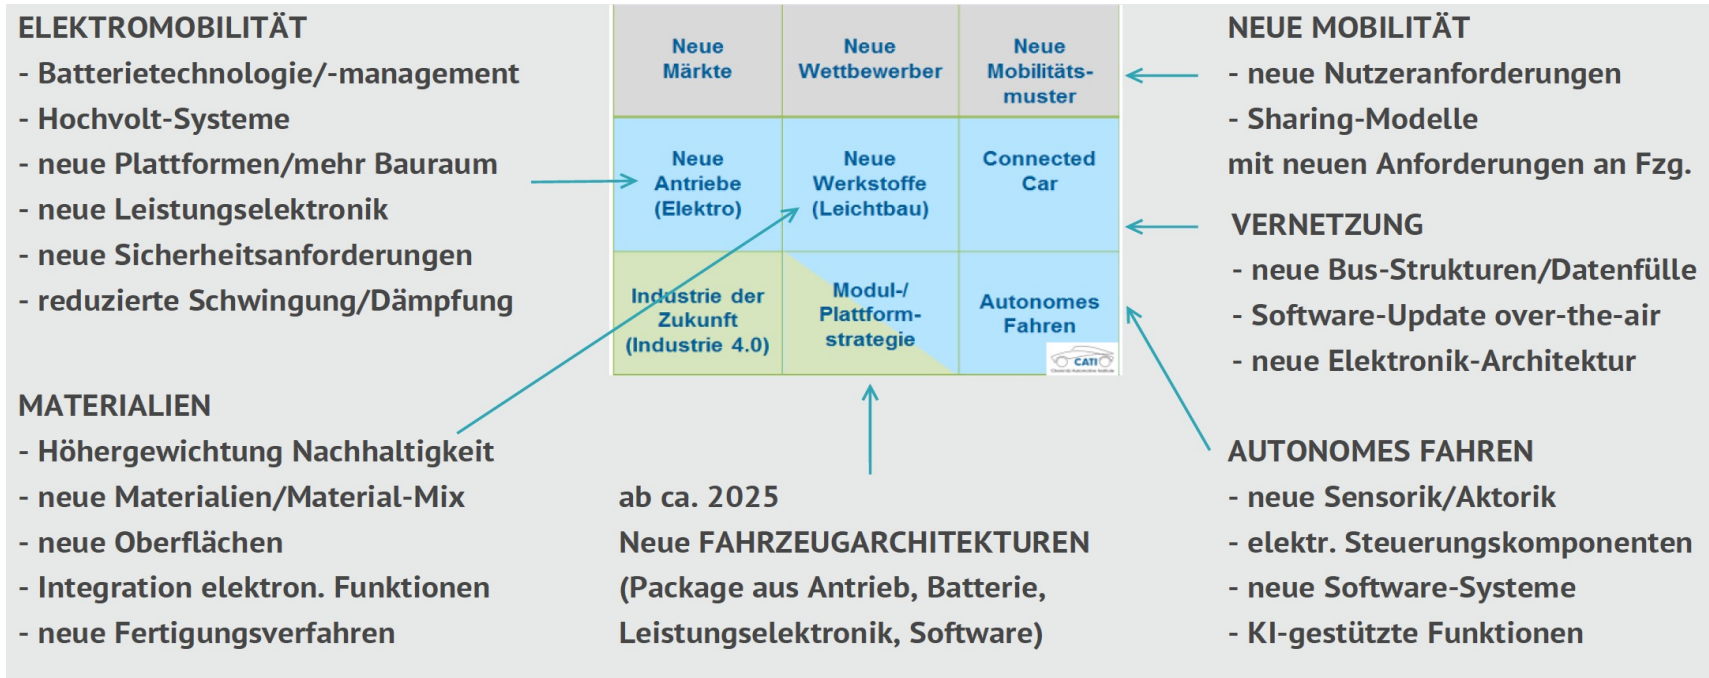 ELEKTROMOBILITÄT
- Batterietechnologie/-management
- Hochvolt-Systeme
- neue Plattformen/mehr Bauraum
- neue Leistungselektronik
- neue Sicherheitsanforderungen
- reduzierte Schwingung/Dämpfung
MATERIALIEN
- Höhergewichtung Nachhaltigkeit
- neue Materialien/Material-Mix
- neue Oberflächen
- Integration elektron. Funktionen
- neue Fertigungsverfahren
Neue
Märkte
Neue
Wettbewerber
Neue
Mobilitäts-
muster
Neue
Antriebe
(Elektro)
Neue
Werkstoffe
(Leichtbau)
Connected
Car
Industrie der
Zukunft
(Industrie 4.0)
Modul-/
Plattform-
strategie
Autonomes
Fahren
CATI
Chemnitz Automotive Institute
ab ca. 2025
Neue FAHRZEUGARCHITEKTUREN
(Package aus Antrieb, Batterie,
Leistungselektronik, Software)
NEUE MOBILITÄT
- neue Nutzeranforderungen
- Sharing-Modelle
mit neuen Anforderungen an Fzg.
VERNETZUNG
- neue Bus-Strukturen/Datenfülle
- Software-Update over-the-air
- neue Elektronik-Architektur
AUTONOMES FAHREN
- neue Sensorik/Aktorik
- elektr. Steuerungskomponenten
- neue Software-Systeme
- KI-gestützte Funktionen